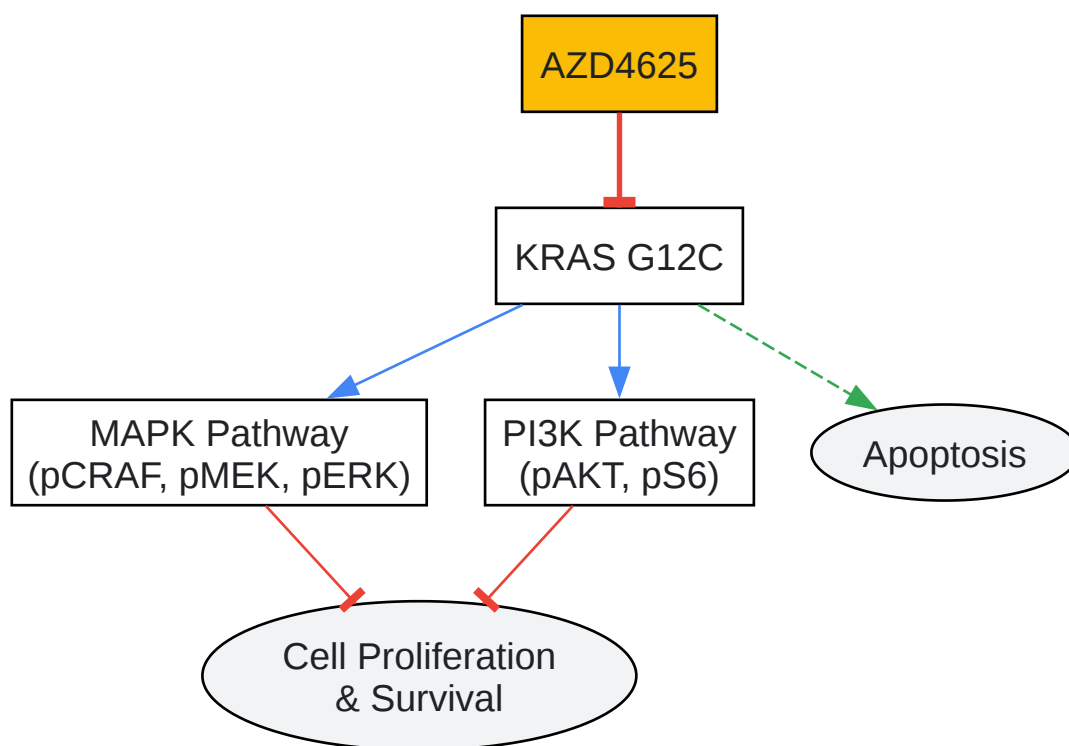 AZD4625
KRAS G12C
MAPK Pathway
(pCRAF, pMEK, pERK)
PI3K Pathway
(pAKT, pS6)
Apoptosis
Cell Proliferation
& Survival